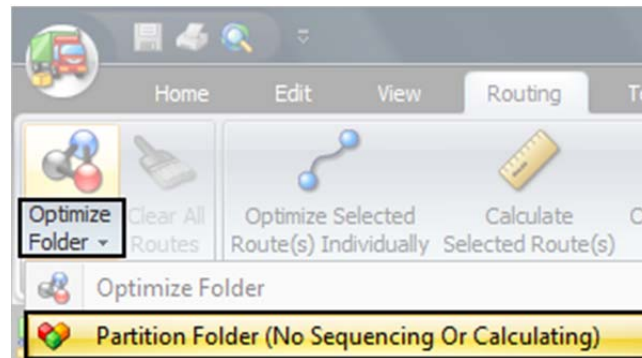 Home Edit View Routing
Optimize Clear All Optimize Selected Calculate
Folder Routes Route(s) Individually Selected Route(s)
Optimize Folder
Partition Folder (No Sequencing Or Calculating)